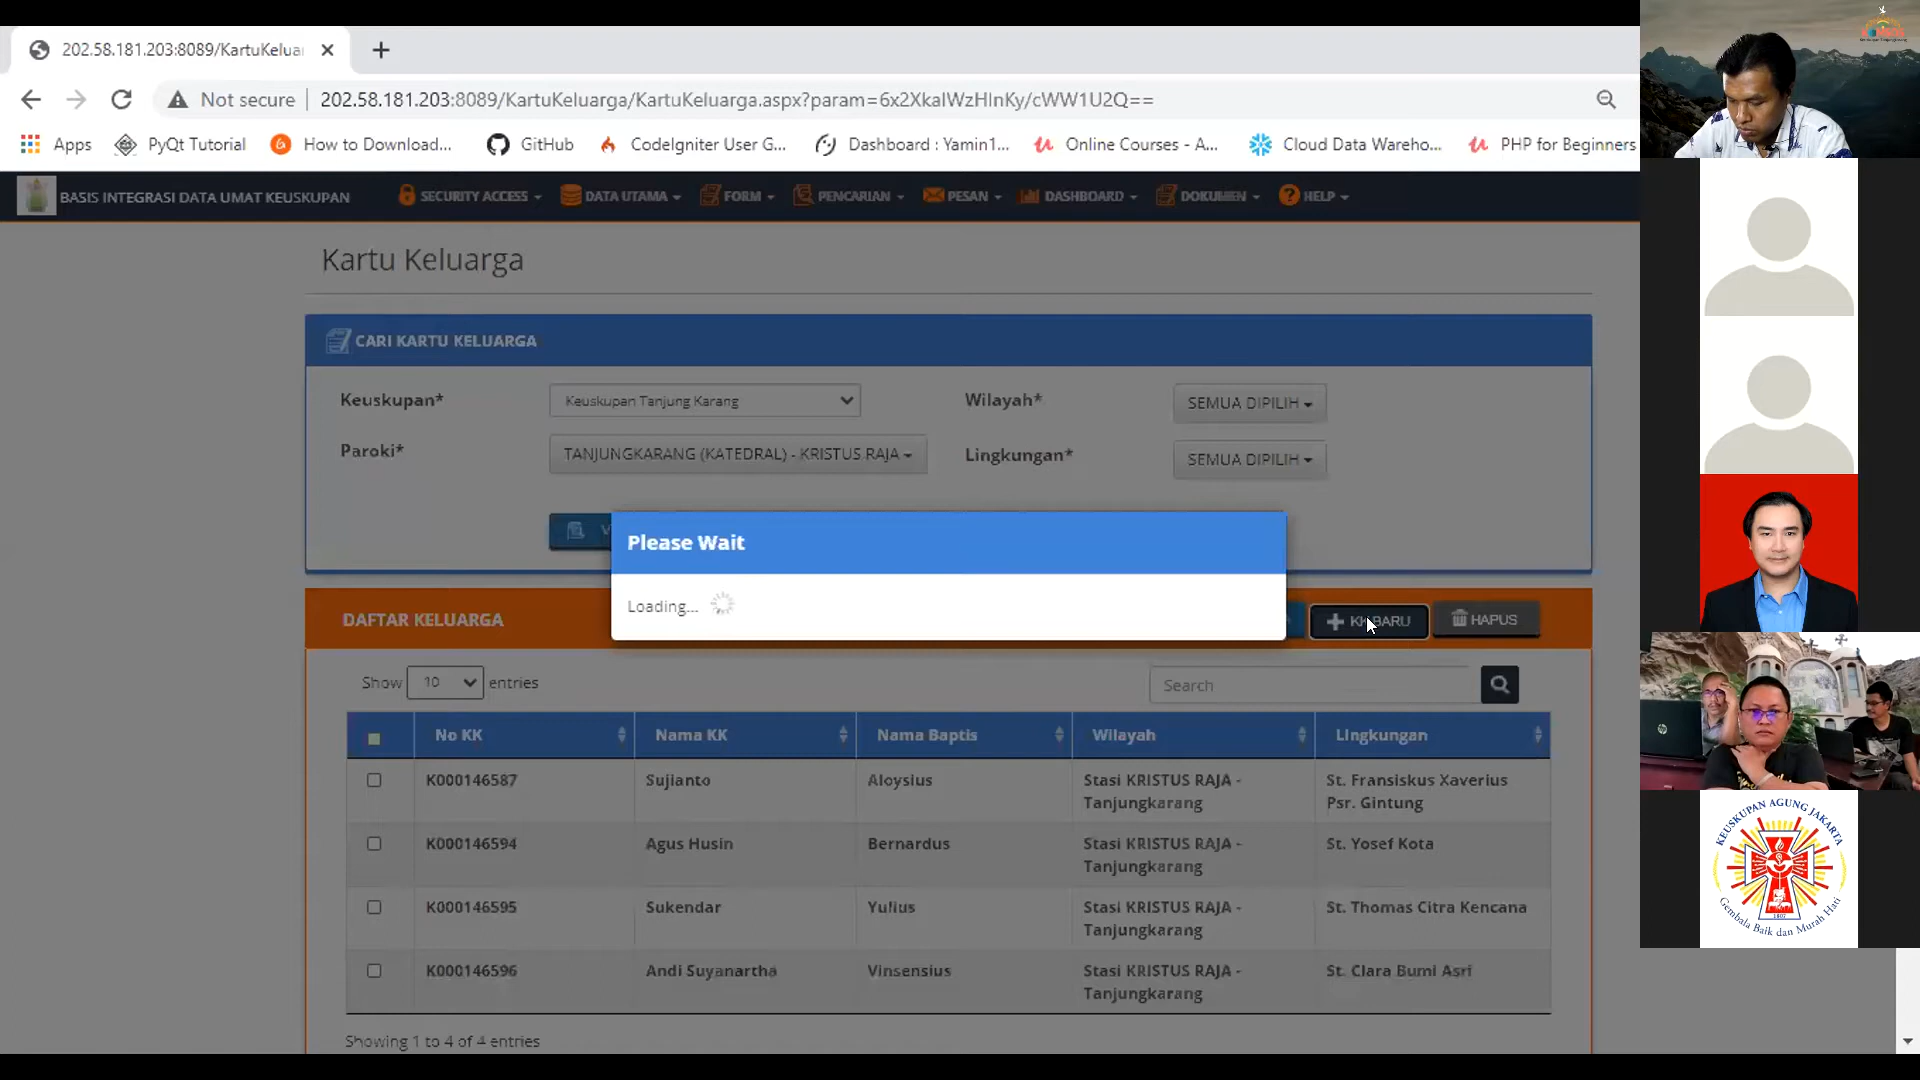 202.58.181.203:8089/KartuKeluar
Not secure
202.58.181.203:8089/KartuKeluarga/KartuKeluarga.aspx?param=6x2XkalWzHlnKy/cWW1U2Q==
Apps
PyQt Tutorial
How to Download...
GitHub
CodeIgniter User G...
Dashboard : Yamin1...
Online Courses - A...
Cloud Data Wareho...
PHP for Beginners
BASIS INTEGRASI DATA UMAT KEUSKUPAN
SECURITY ACCESS
DATA UTAMA
FORM
PENCARIAN
PESAN
DASHBOARD
DOKUMEN
HELP
Kartu Keluarga
CARI KARTU KELUARGA
Keuskupan*
Keuskupan Tanjung Karang
Wilayah*
SEMUA DIPILIH
Paroki*
TANJUNGKARANG (KATEDRAL) - KRISTUS RAJA
Lingkungan*
SEMUA DIPILIH
Please Wait
Loading...
DAFTAR KELUARGA
KK BARU
HAPUS
Show 10 entries
Search
No KK
Nama KK
Nama Baptis
Wilayah
Lingkungan
K000146587
Sujianto
Aloysius
Stasi KRISTUS RAJA -
Tanjungkarang
St. Fransiskus Xaverius
Psr. Gintung
K000146594
Agus Husin
Bernardus
Stasi KRISTUS RAJA -
Tanjungkarang
St. Yosef Kota
K000146595
Sukendar
Yulius
Stasi KRISTUS RAJA -
Tanjungkarang
St. Thomas Citra Kencana
K000146596
Andi Suyanartha
Vinsensius
Stasi KRISTUS RAJA -
Tanjungkarang
St. Clara Bumi Asri
Showing 1 to 4 of 4 entries
KEUSKUPAN AGUNG JAKARTA
1807
Gembala Baik dan Murah Hati